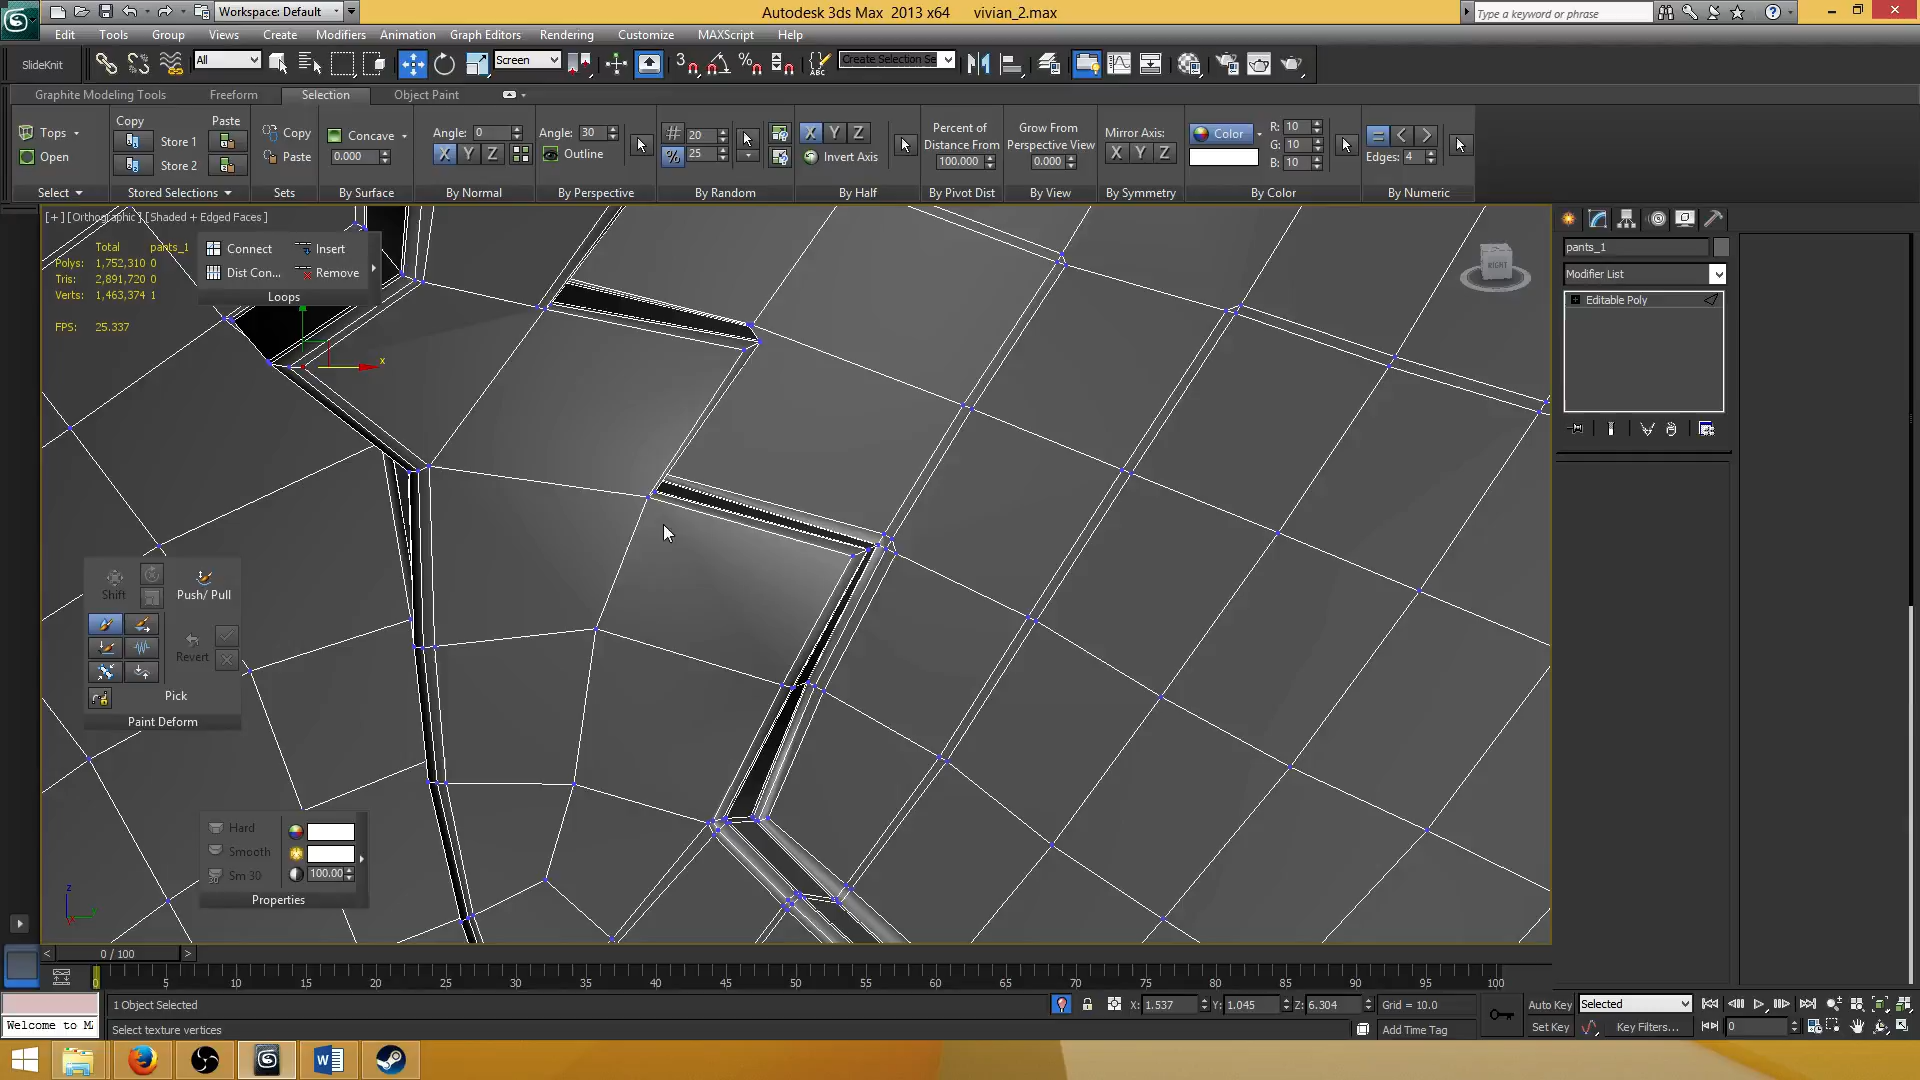 Workspace: Default
Autodesk 3ds Max 2013 x64 vivian_2.max
Type a keyword or phrase
Edit Tools Group Views Create Modifiers Animation Graph Editors Rendering Customize MAXScript Help
SlideKnit
All
Screen
3
Create Selection Se
Graphite Modeling Tools Freeform Selection Object Paint
Tops
Open
Select
Copy Paste
Store 1
Store 2
Stored Selections
Copy
Paste
Sets
Concave
0.000
By Surface
Angle: 0
X Y Z
By Normal
Angle: 30
Outline
By Perspective
# 20
% 25
By Random
X Y Z
Invert Axis
By Half
Percent of
Distance From
100.000
By Pivot Dist
Grow From
Perspective View
0.000
By View
Mirror Axis:
X Y Z
By Symmetry
Color
R: 10
G: 10
B: 10
By Color
= < >
Edges: 4
By Numeric
[+] [Orthographic] [Shaded + Edged Faces]
Total pants_1
Polys: 1,752,310 0
Tris: 2,891,720 0
Verts: 1,463,374 1
FPS: 25.337
Connect Insert
Dist Con... Remove
Loops
x
RIGHT
pants_1
Modifier List
Editable Poly
Shift
Push/ Pull
Revert
Pick
Paint Deform
Hard
Smooth
Sm 30
100.00
Properties
z
0 / 100
0 5 10 15 20 25 30 35 40 45 50 55 60 65 70 75 80 85 90 95 100
1 Object Selected
X: 1.537 Y: 1.045 Z: 6.304 Grid = 10.0
Auto Key Selected
Welcome to M
Select texture vertices
Add Time Tag
Set Key Key Filters... 0